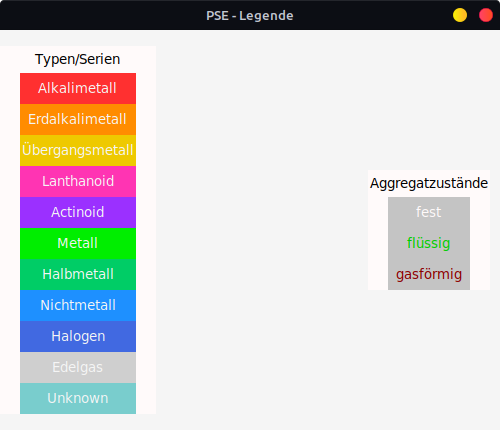 PSE - Legende
Typen/Serien
Alkalimetall
Erdalkalimetall
Übergangsmetall
Lanthanoid
Actinoid
Metall
Halbmetall
Nichtmetall
Halogen
Edelgas
Unknown
Aggregatzustände
fest
flüssig
gasförmig